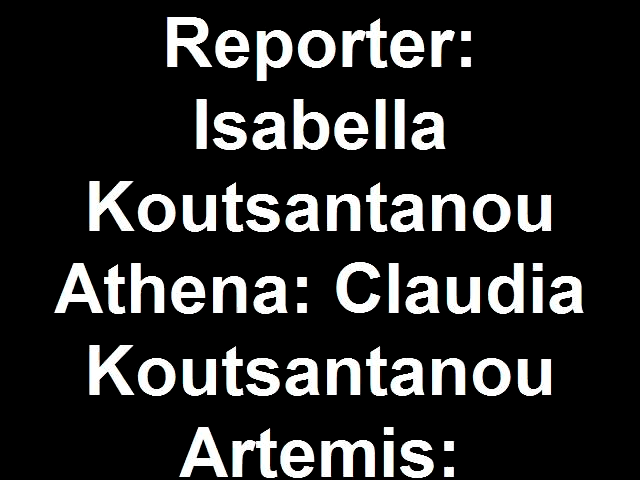 Reporter:
Isabella
Koutsantanou
Athena: Claudia
Koutsantanou
Artemis: